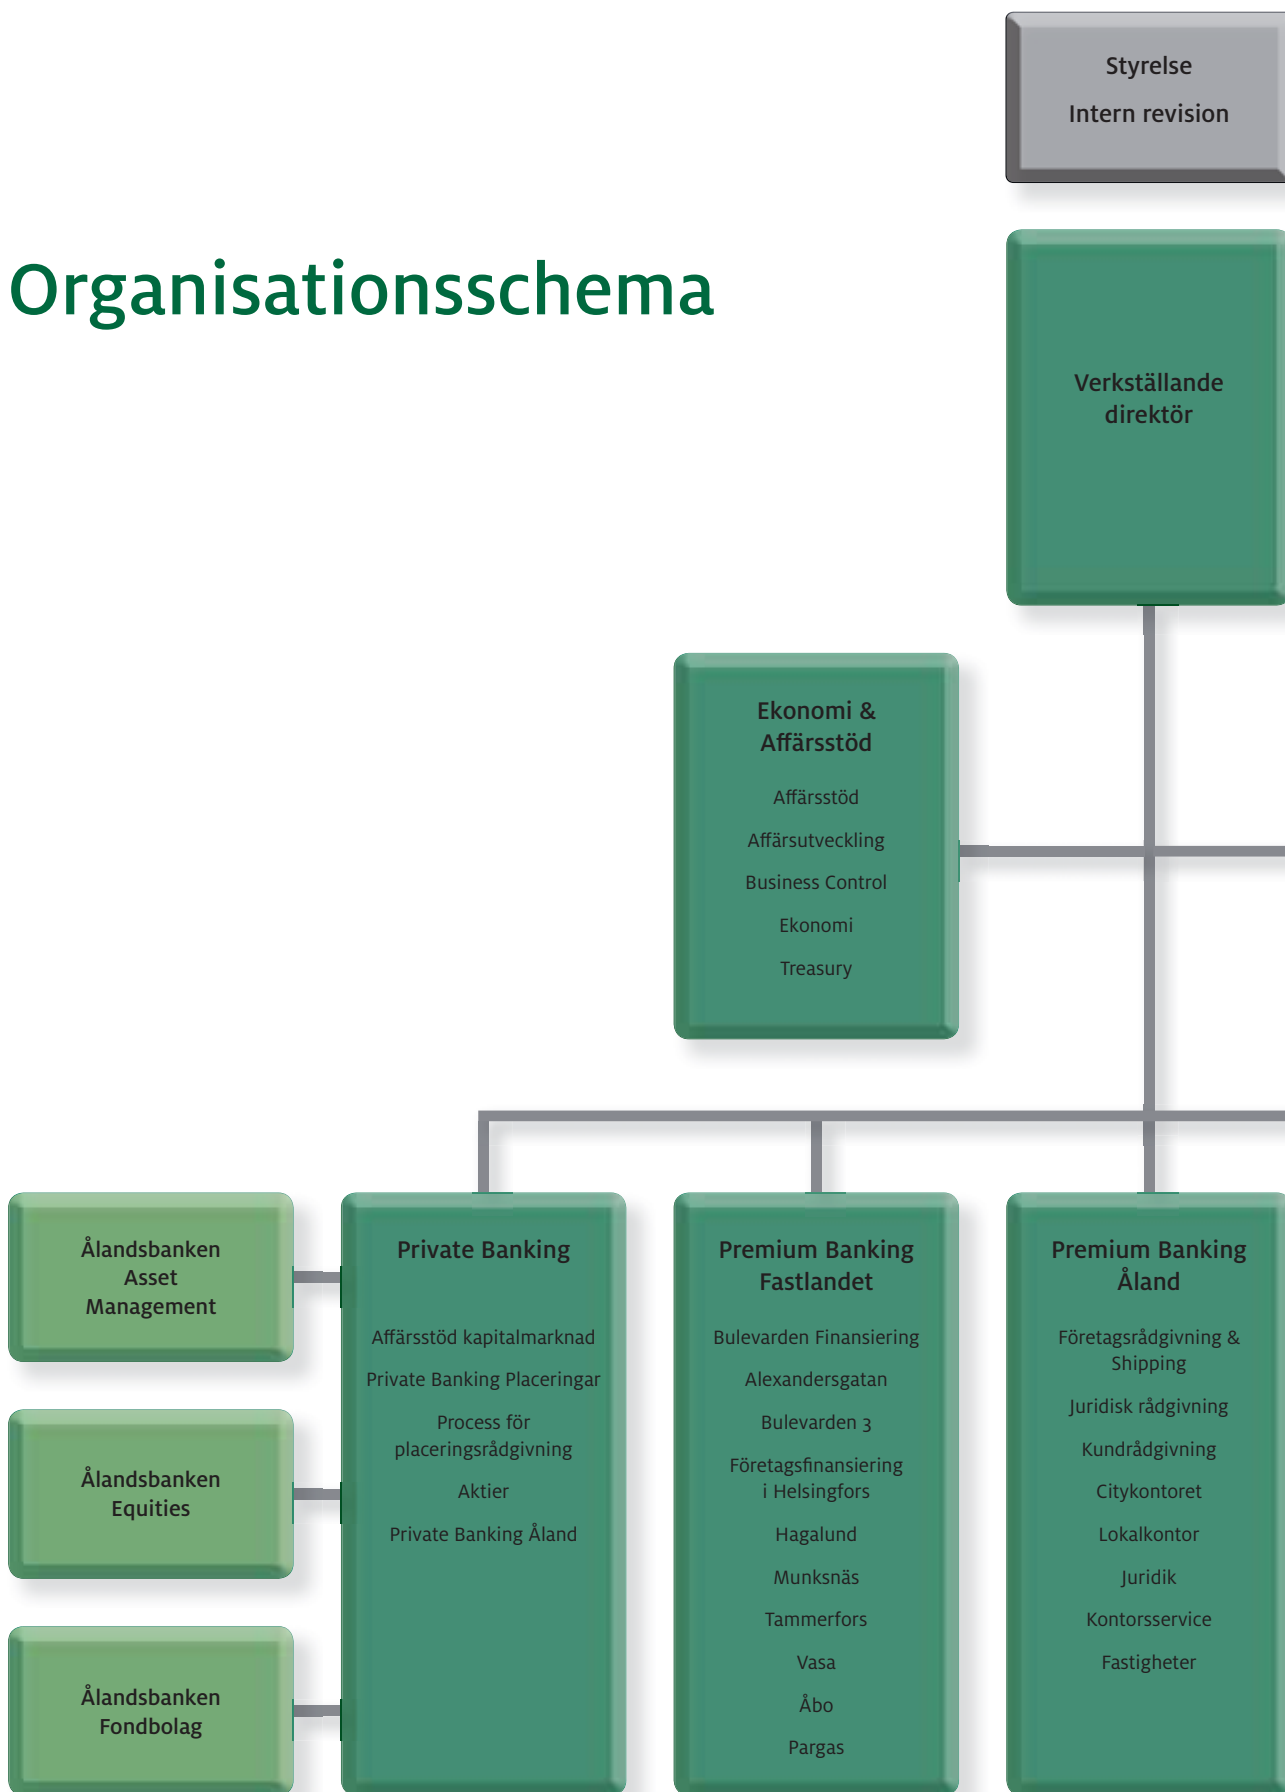 Styrelse
Intern revision
Organisationsschema
Verkställande
direktör
Ekonomi &
Affärsstöd
Affärsstöd
Affärsutveckling
Business Control
Ekonomi
Treasury
Ålandsbanken
Asset
Management
Ålandsbanken
Equities
Ålandsbanken
Fondbolag
Private Banking
Affärsstöd kapitalmarknad
Private Banking Placeringar
Process för
placeringsrådgivning
Aktier
Private Banking Åland
Premium Banking
Fastlandet
Bulevarden Finansiering
Alexandersgatan
Bulevarden 3
Företagsfinansiering
i Helsingfors
Hagalund
Munksnäs
Tammerfors
Vasa
Åbo
Pargas
Premium Banking
Åland
Företagsrådgivning &
Shipping
Juridisk rådgivning
Kundrådgivning
Citykontoret
Lokalkontor
Juridik
Kontorsservice
Fastigheter